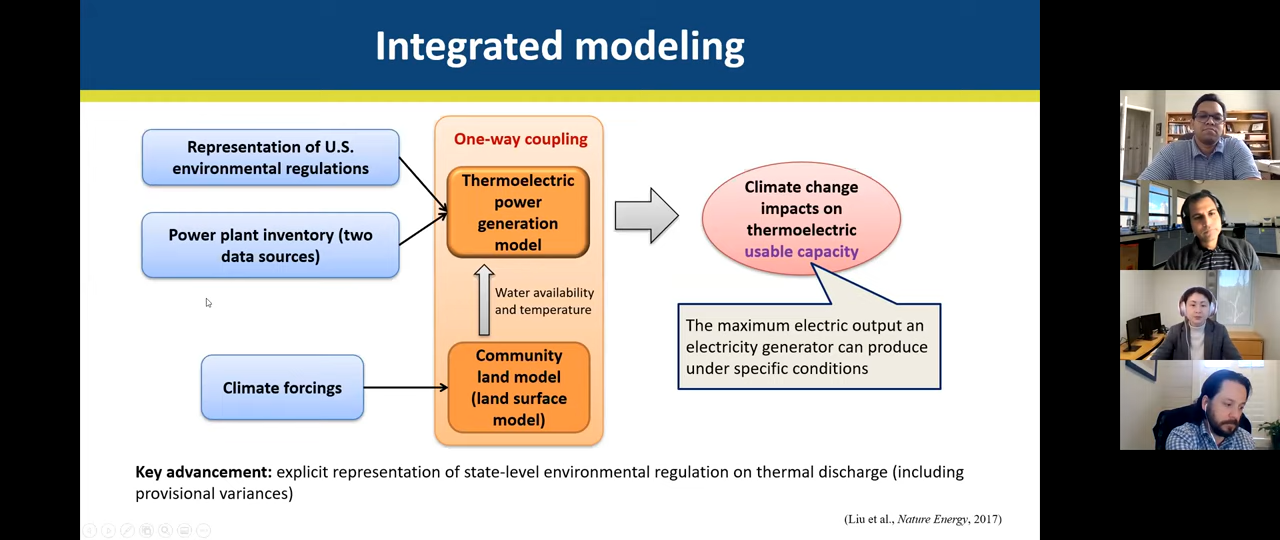 Integrated modeling
Representation of U.S.
environmental regulations
Power plant inventory (two
data sources)
Climate forcings
One-way coupling
Thermoelectric
power
generation
model
Water availability
and temperature
Community
land model
(land surface
model)
Climate change
impacts on
thermoelectric
usable capacity
The maximum electric output an
electricity generator can produce
under specific conditions
Key advancement: explicit representation of state-level environmental regulation on thermal discharge (including
provisional variances)
(Liu et al., Nature Energy, 2017)